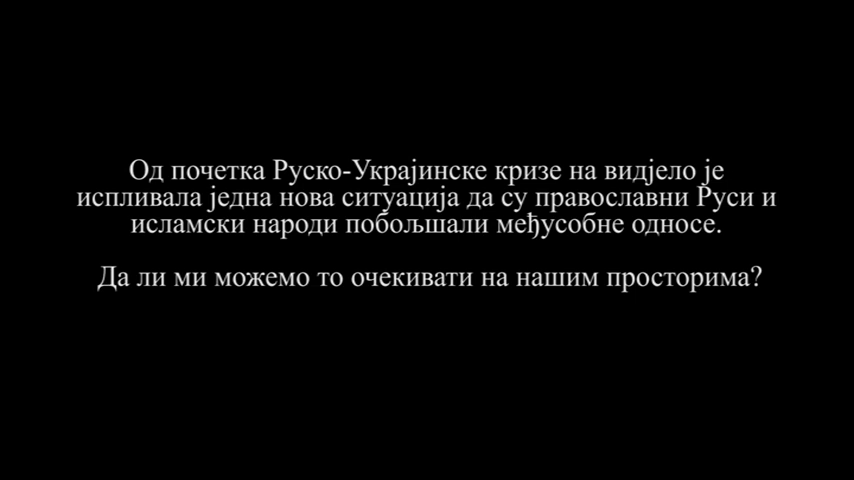 Од почетка Руско-Украјинске кризе на видјело је
испливала једна нова ситуација да су православни Руси и
исламски народи побољшали међусобне односе.
Да ли ми можемо то очекивати на нашим просторима?